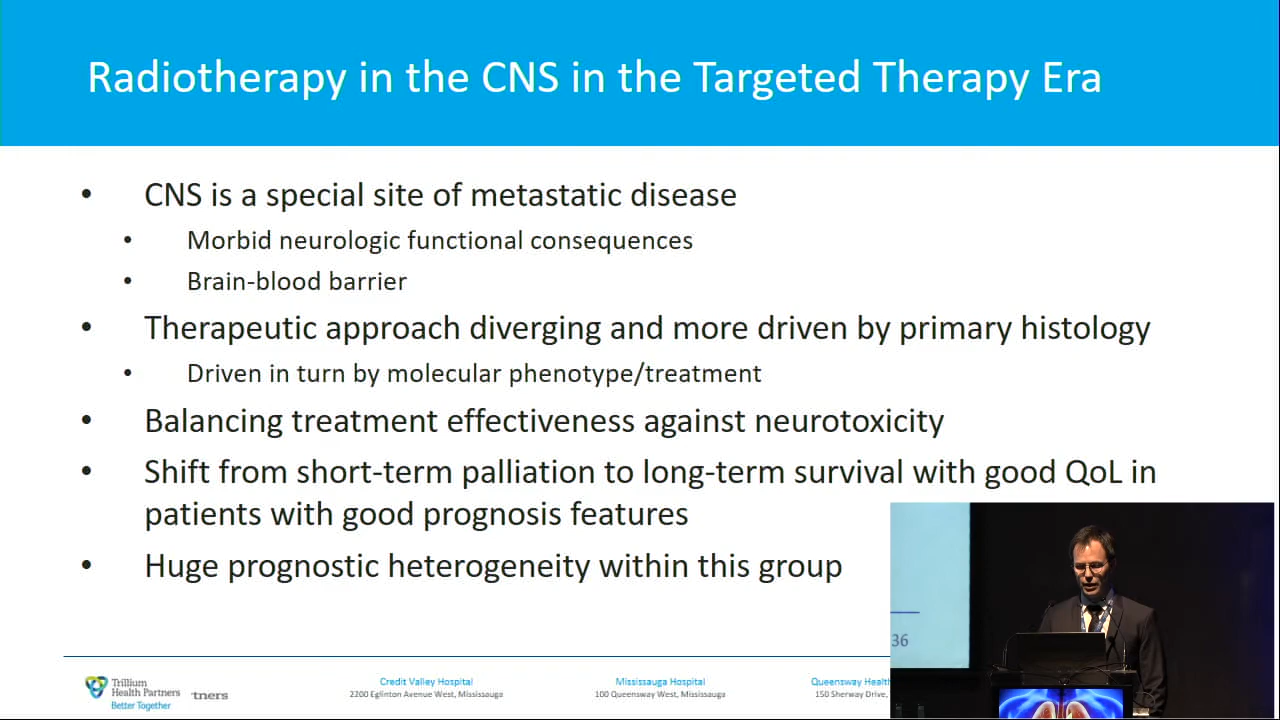 Radiotherapy in the CNS in the Targeted Therapy Era
• CNS is a special site of metastatic disease
• Morbid neurologic functional consequences
• Brain-blood barrier
• Therapeutic approach diverging and more driven by primary histology
• Driven in turn by molecular phenotype/treatment
• Balancing treatment effectiveness against neurotoxicity
• Shift from short-term palliation to long-term survival with good QoL in
patients with good prognosis features
• Huge prognostic heterogeneity within this group
36
Trillium
Health Partners
Better Together
tners
Credit Valley Hospital
2200 Eglinton Avenue West, Mississauga
Mississauga Hospital
100 Queensway West, Mississauga
Queensway Health
150 Sherway Drive,